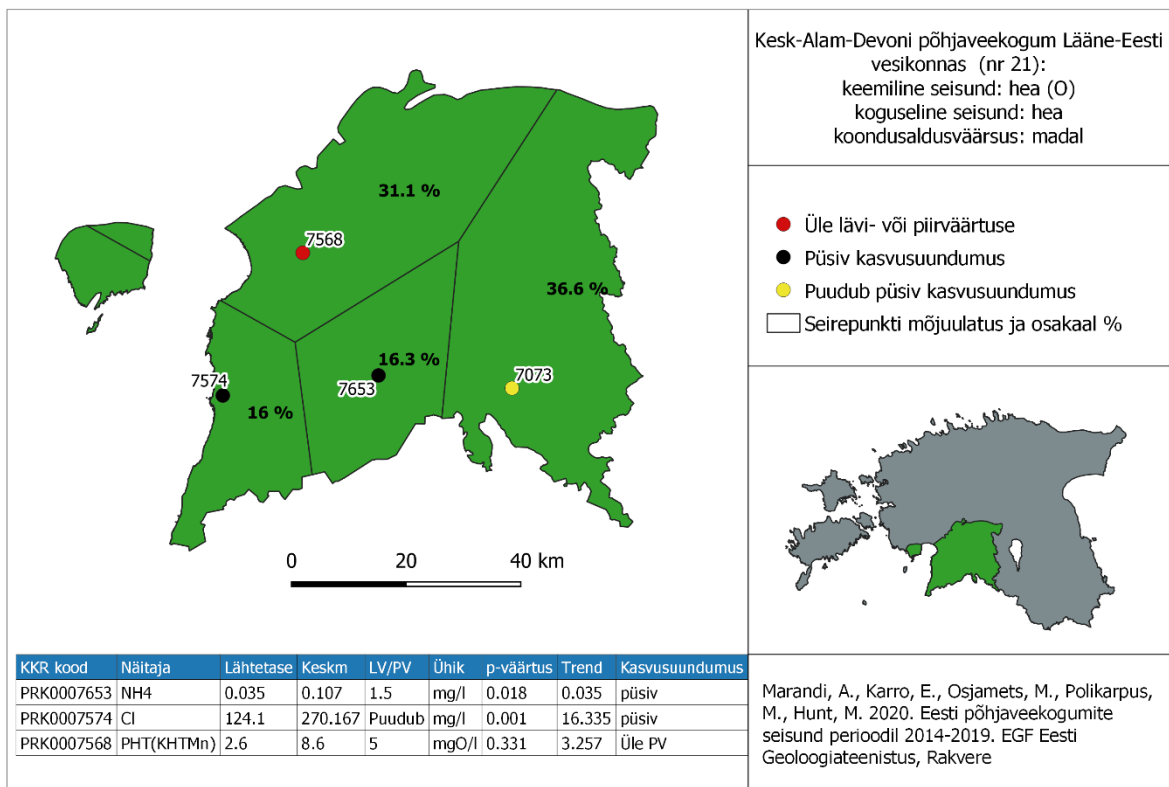 Kesk-Alam-Devoni põhjaveekogum Lääne-Eesti
vesikonnas (nr 21):
keemiline seisund: hea (O)
koguseline seisund: hea
koondusaldusväärsus: madal
31.1 %
7568
36.6 %
16.3 %
7574
7653
7073
16 %
0 20 40 km
Üle lävi- või piirväärtuse
Püsiv kasvusuundumus
Puudub püsiv kasvusuundumus
Seirepunkti mõjuulatus ja osakaal %
KKR kood Näitaja Lähtetase Keskm LV/PV Ühik p-väärtus Trend Kasvusuundumus
PRK0007653 NH4 0.035 0.107 1.5 mg/l 0.018 0.035 püsiv
PRK0007574 Cl 124.1 270.167 Puudub mg/l 0.001 16.335 püsiv
PRK0007568 PHT(KHTMn) 2.6 8.6 5 mgO/l 0.331 3.257 Üle PV
Marandi, A., Karro, E., Osjamets, M., Polikarpus,
M., Hunt, M. 2020. Eesti põhjaveekogumite
seisund perioodil 2014-2019. EGF Eesti
Geoloogiateenistus, Rakvere